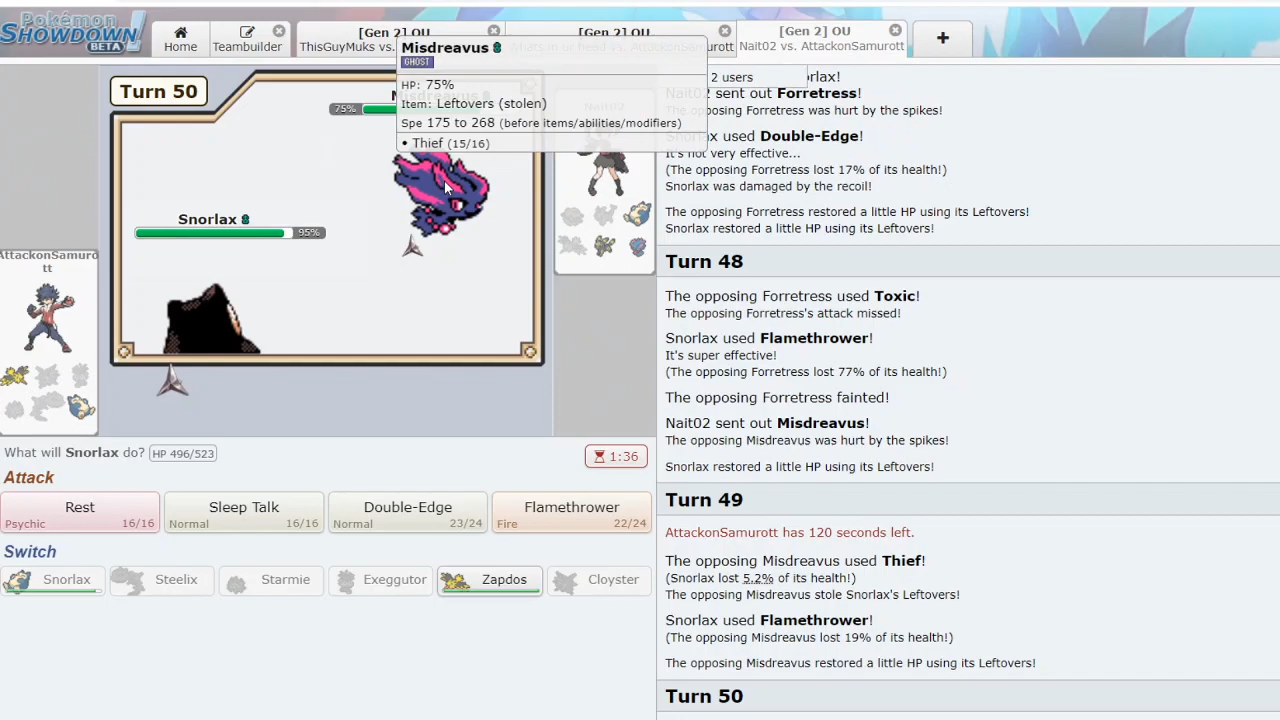 Pokémon
SHOWDOWN!
BETA
Home
Teambuilder
[Gen 2] OU
ThisGuyMuks vs.
[Gen 2] OU
[Gen 2] OU
Nait02 vs. AttackonSamurott
+
Misdreavus
GHOST
HP: 75%
Item: Leftovers (stolen)
Spe 175 to 268 (before items/abilities/modifiers)
• Thief (15/16)
2 users
Turn 50
75%
Snorlax
95%
AttackonSamuro
tt
orlax!
Nait02 sent out Forretress!
The opposing Forretress was hurt by the spikes!
Snorlax used Double-Edge!
It's not very effective...
(The opposing Forretress lost 17% of its health!)
Snorlax was damaged by the recoil!
The opposing Forretress restored a little HP using its Leftovers!
Snorlax restored a little HP using its Leftovers!
Turn 48
The opposing Forretress used Toxic!
The opposing Forretress's attack missed!
Snorlax used Flamethrower!
It's super effective!
(The opposing Forretress lost 77% of its health!)
The opposing Forretress fainted!
Nait02 sent out Misdreavus!
The opposing Misdreavus was hurt by the spikes!
Snorlax restored a little HP using its Leftovers!
Turn 49
AttackonSamurott has 120 seconds left.
The opposing Misdreavus used Thief!
(Snorlax lost 5.2% of its health!)
The opposing Misdreavus stole Snorlax's Leftovers!
Snorlax used Flamethrower!
(The opposing Misdreavus lost 19% of its health!)
The opposing Misdreavus restored a little HP using its Leftovers!
Turn 50
What will Snorlax do? HP 496/523
1:36
Attack
Rest
Psychic 16/16
Sleep Talk
Normal 16/16
Double-Edge
Normal 23/24
Flamethrower
Fire 22/24
Switch
Snorlax
Steelix
Starmie
Exeggutor
Zapdos
Cloyster